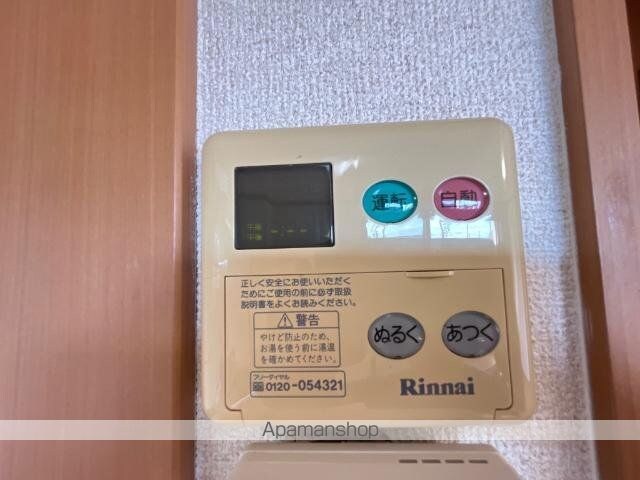 運転
自動
午前
午後
-:--
正しく安全にお使いいただく
ためにご使用の前に必ず取扱
説明書をよくお読みください。
⚠警告
やけど防止のため、
お湯を使う前に湯温
を確かめてください。
ぬるく
あつく
フリーダイヤル
0120-054321
Rinnai
Apamanshop